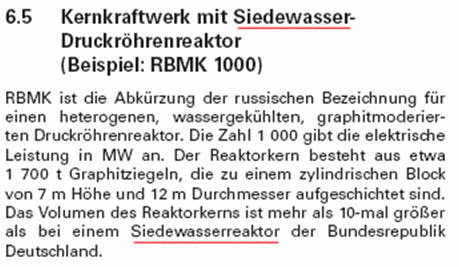 6.5 Kernkraftwerk mit Siedewasser-
Druckröhrenreaktor
(Beispiel: RBMK 1000)
RBMK ist die Abkürzung der russischen Bezeichnung für
einen heterogenen, wassergekühlten, graphitmoderier-
ten Druckröhrenreaktor. Die Zahl 1 000 gibt die elektrische
Leistung in MW an. Der Reaktorkern besteht aus etwa
1 700 t Graphitziegeln, die zu einem zylindrischen Block
von 7 m Höhe und 12 m Durchmesser aufgeschichtet sind.
Das Volumen des Reaktorkerns ist mehr als 10-mal größer
als bei einem Siedewasserreaktor der Bundesrepublik
Deutschland.